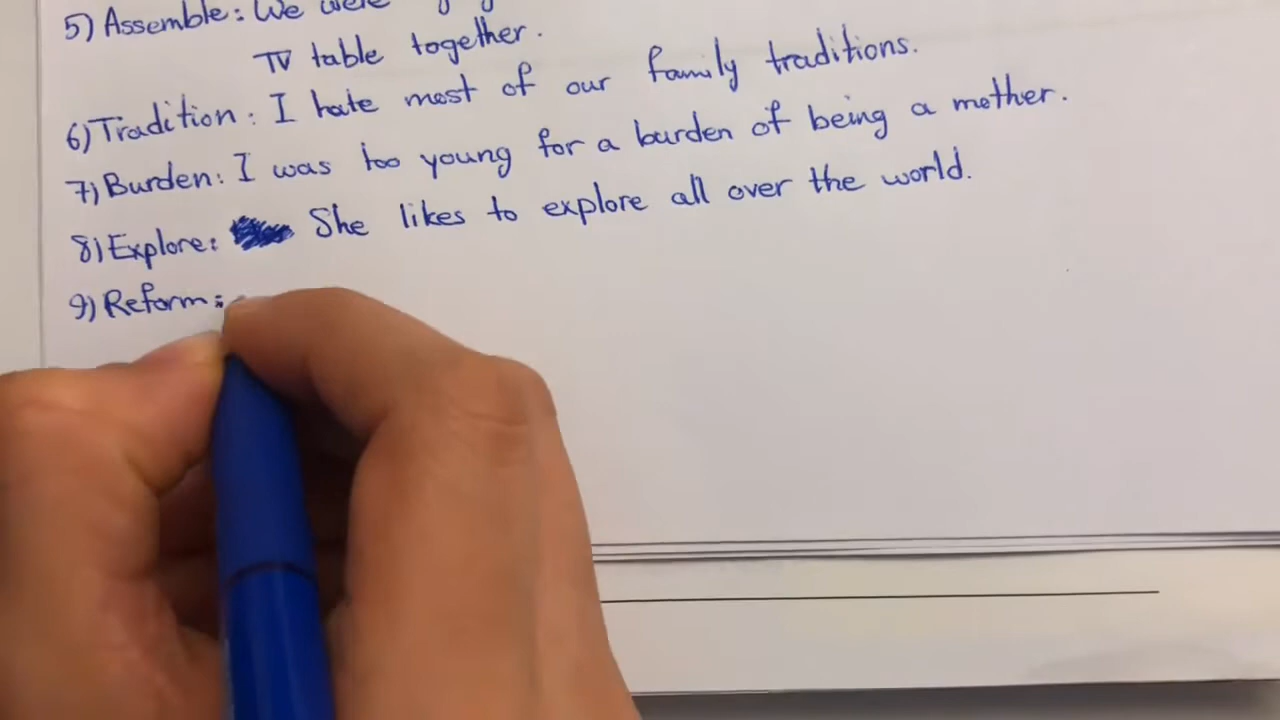 5) Assemble: We were
TV table together.
6) Tradition: I hate most of our family traditions.
7) Burden: I was too young for a burden of being a mother.
8) Explore: She likes to explore all over the world.
9) Reform: